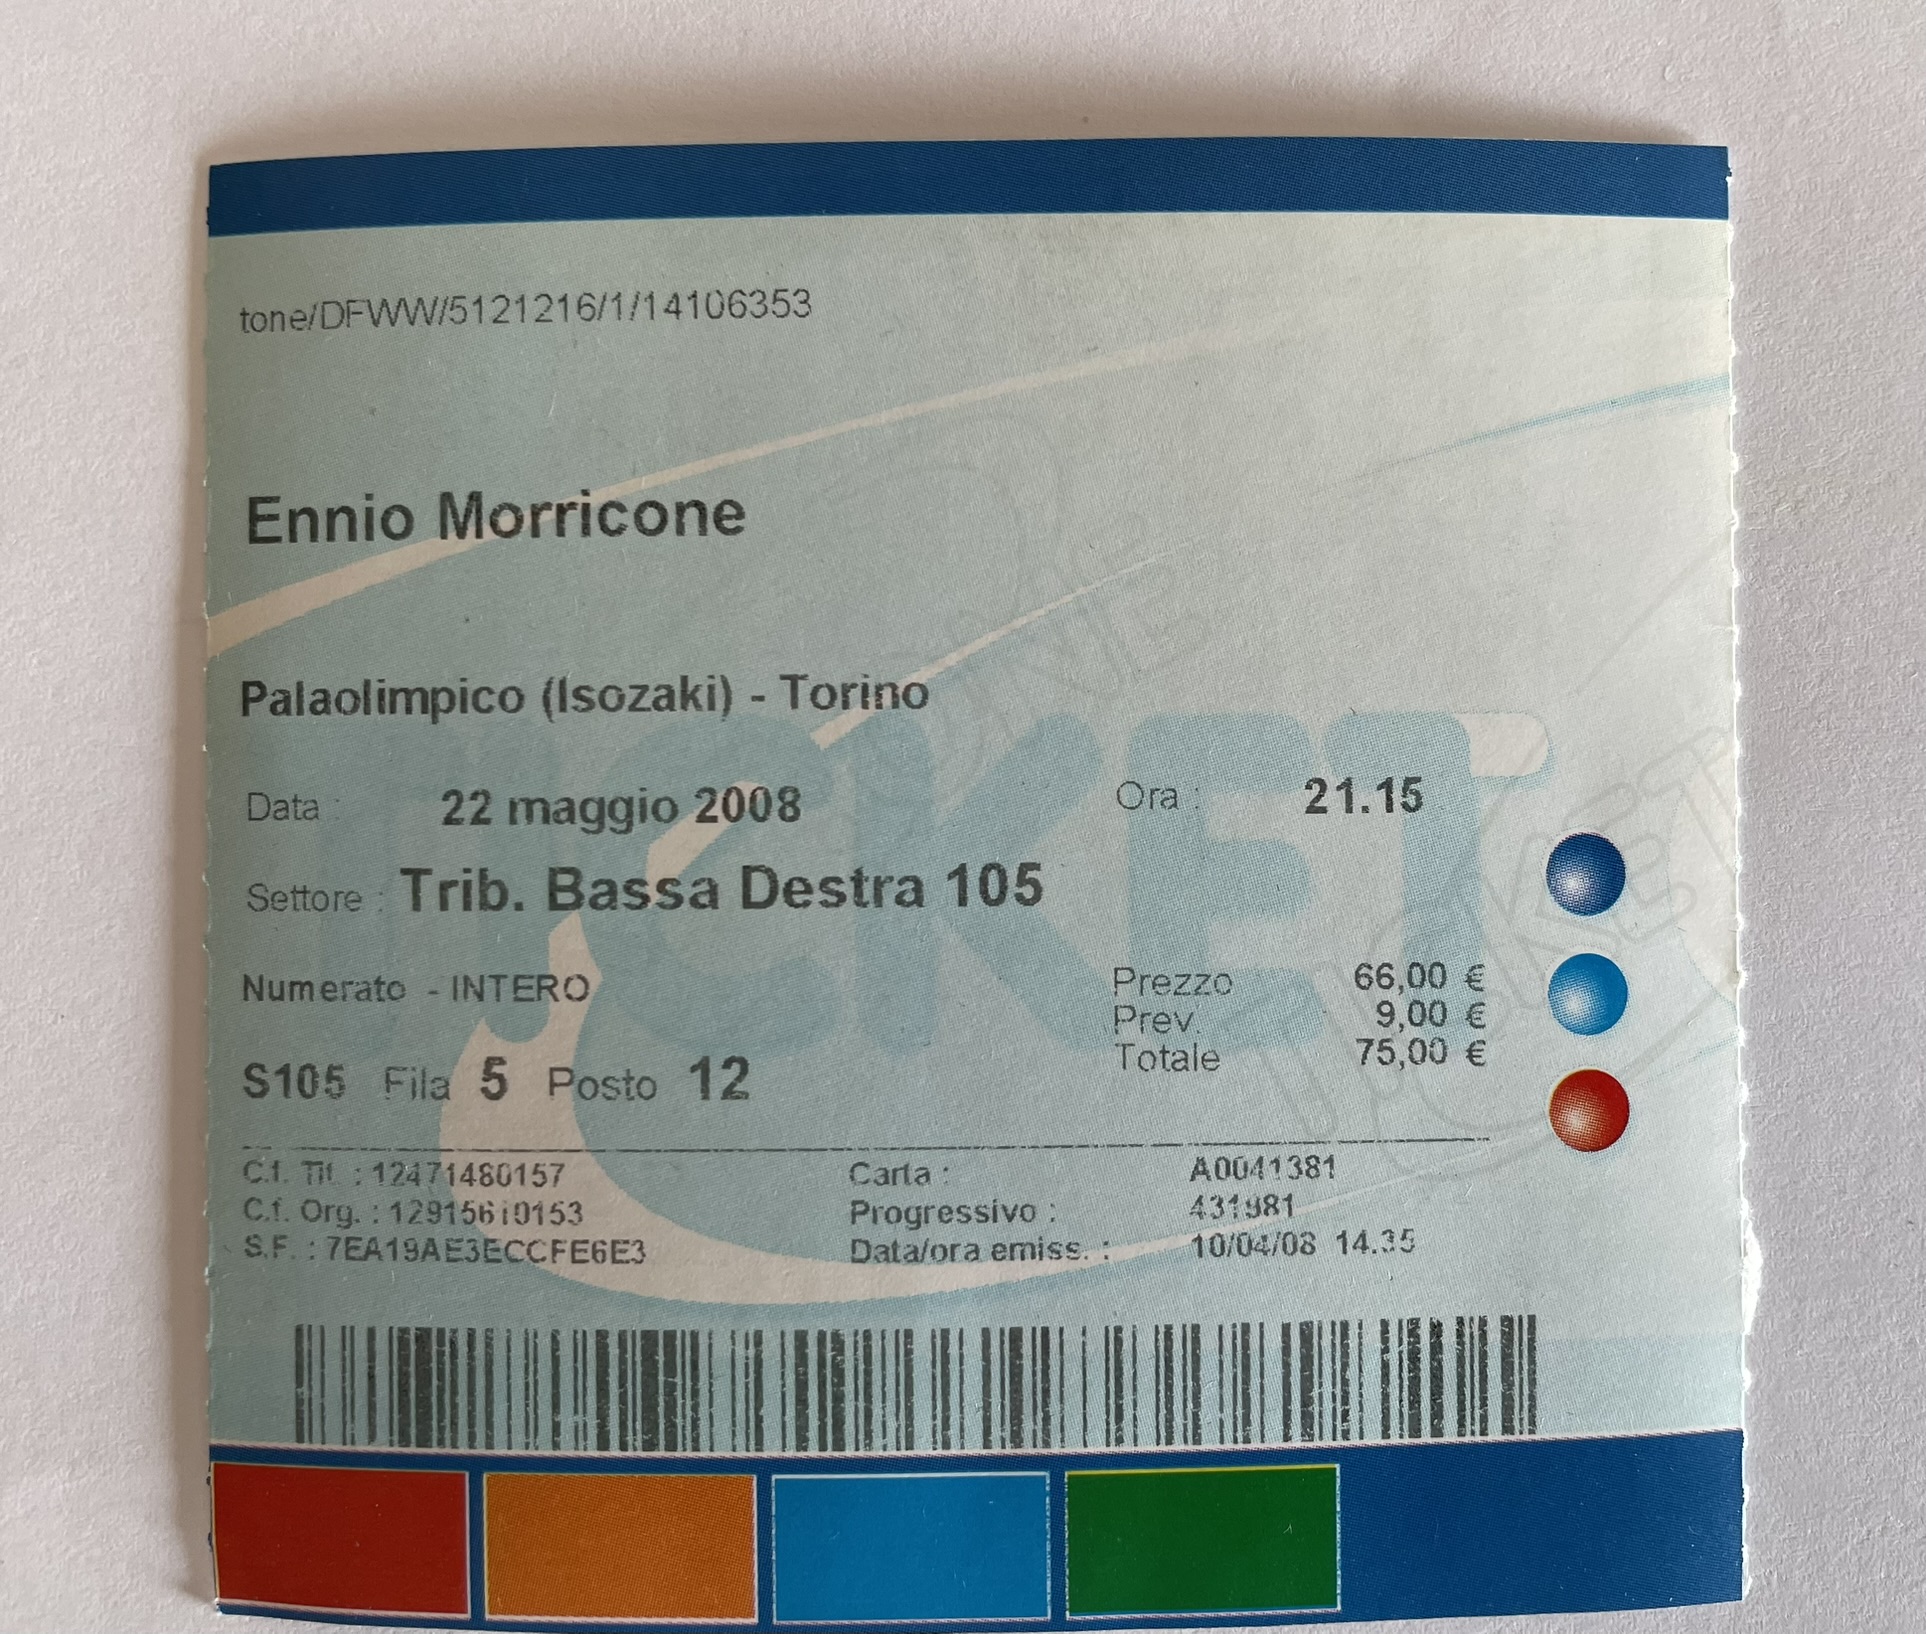 tone/DFWW/5121216/1/14106353
Ennio Morricone
Palaolimpico (Isozaki) - Torino
Data : 22 maggio 2008 Ora : 21.15
Settore : Trib. Bassa Destra 105
Numerato - INTERO
Prezzo 66,00 €
Prev. 9,00 €
Totale 75,00 €
S105 Fila 5 Posto 12
C.f. Tit. : 12471480157
C.f. Org. : 12915610153
S.F. : 7EA19AE3ECCFE6E3
Carta : A0041381
Progressivo : 431981
Data/ora emiss. : 10/04/08 14.35
TICKET
TICKET